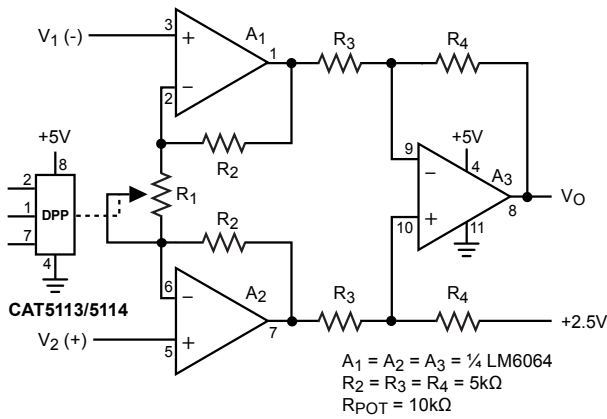 V1 (-)
3
+
A1
1
2
–
R3
R4
R2
+5V
8
2
1
7
DPP
4
R1
R2
9
–
+5V
4
A3
8
VO
10
+
11
CAT5113/5114
6
–
A2
7
V2 (+)
5
+
R3
R4
+2.5V
A1 = A2 = A3 = ¼ LM6064
R2 = R3 = R4 = 5kΩ
RPOT = 10kΩ